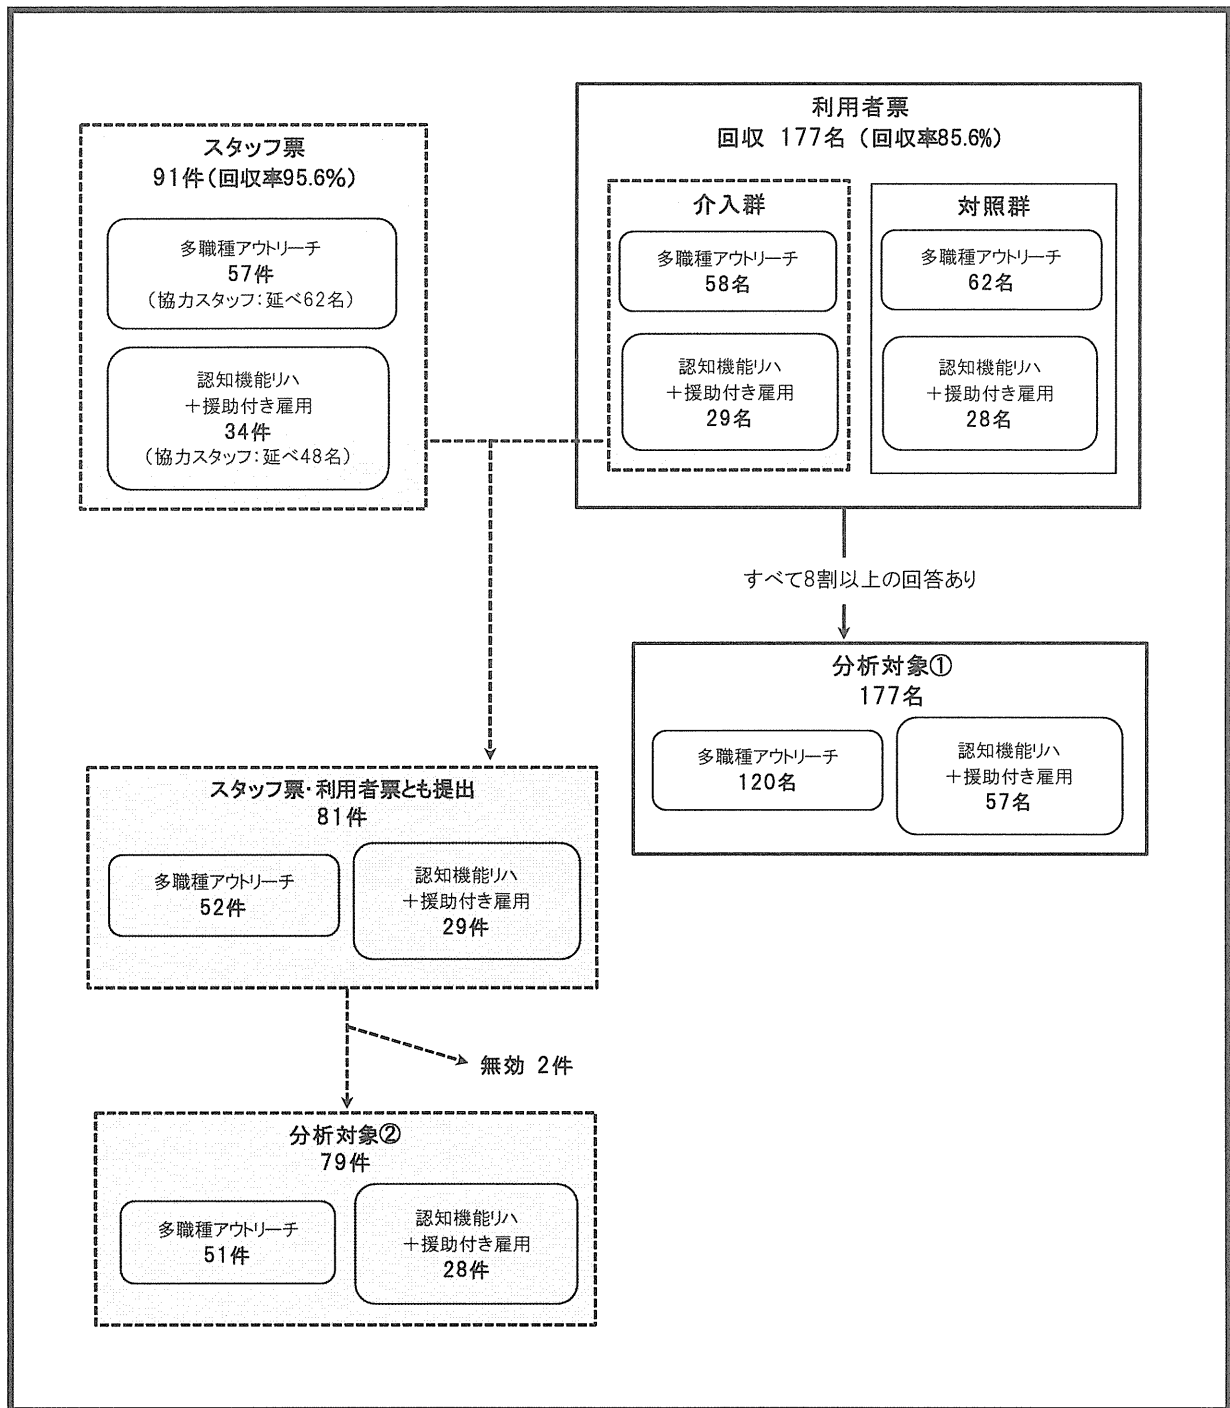 スタッフ票
91件(回収率95.6%)
多職種アウトリーチ
57件
(協力スタッフ:延べ62名)
認知機能リハ
+援助付き雇用
34件
(協力スタッフ:延べ48名)
利用者票
回収 177名 (回収率85.6%)
介入群
多職種アウトリーチ
58名
認知機能リハ
+援助付き雇用
29名
対照群
多職種アウトリーチ
62名
認知機能リハ
+援助付き雇用
28名
すべて8割以上の回答あり
分析対象①
177名
多職種アウトリーチ
120名
認知機能リハ
+援助付き雇用
57名
スタッフ票・利用者票とも提出
81件
多職種アウトリーチ
52件
認知機能リハ
+援助付き雇用
29件
無効 2件
分析対象②
79件
多職種アウトリーチ
51件
認知機能リハ
+援助付き雇用
28件